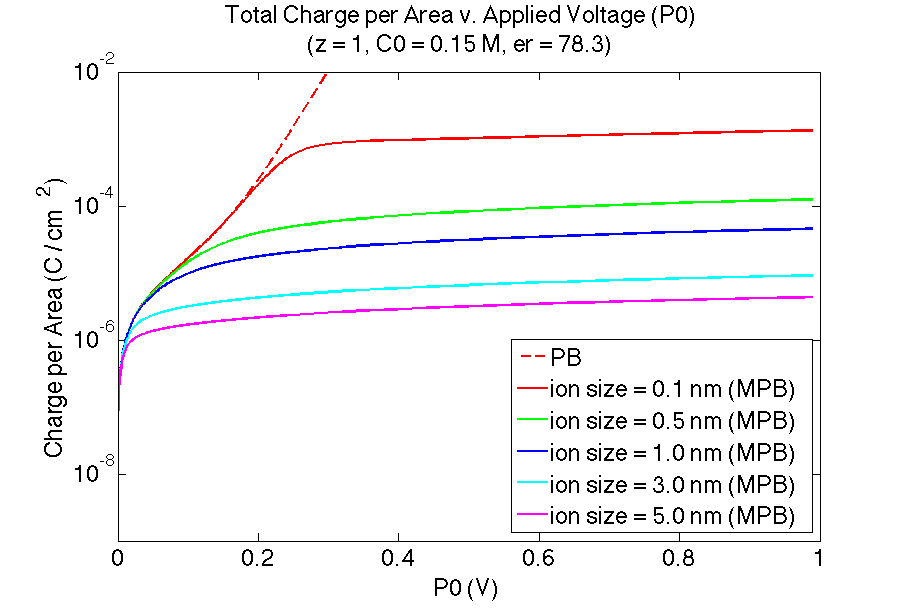 Total Charge per Area v. Applied Voltage (P0)
(z = 1, C0 = 0.15 M, er = 78.3)
10^-2
10^-4
10^-6
10^-8
Charge per Area (C / cm^2)
PB
ion size = 0.1 nm (MPB)
ion size = 0.5 nm (MPB)
ion size = 1.0 nm (MPB)
ion size = 3.0 nm (MPB)
ion size = 5.0 nm (MPB)
0 0.2 0.4 0.6 0.8 1
P0 (V)